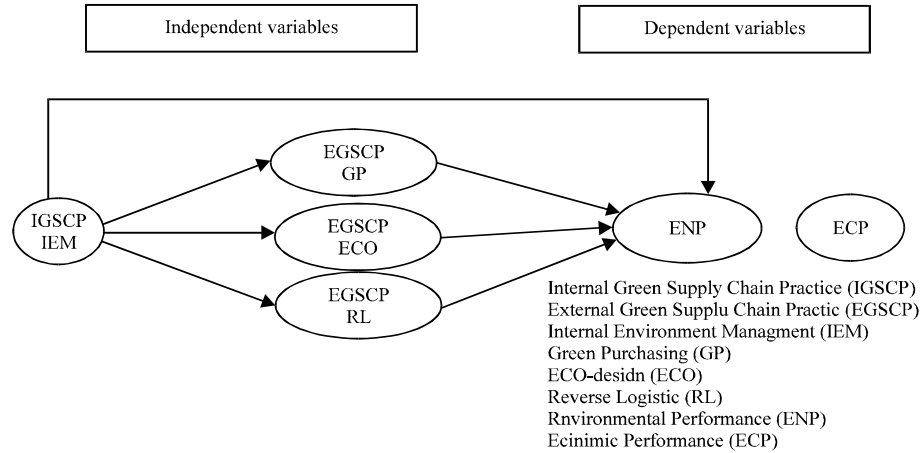 Independent variables
Dependent variables
EGSCP
GP
IGSCP
IEM
EGSCP
ECO
ENP
ECP
EGSCP
RL
Internal Green Supply Chain Practice (IGSCP)
External Green Supplu Chain Practic (EGSCP)
Internal Environment Managment (IEM)
Green Purchasing (GP)
ECO-desidn (ECO)
Reverse Logistic (RL)
Rnvironmental Performance (ENP)
Ecinimic Performance (ECP)